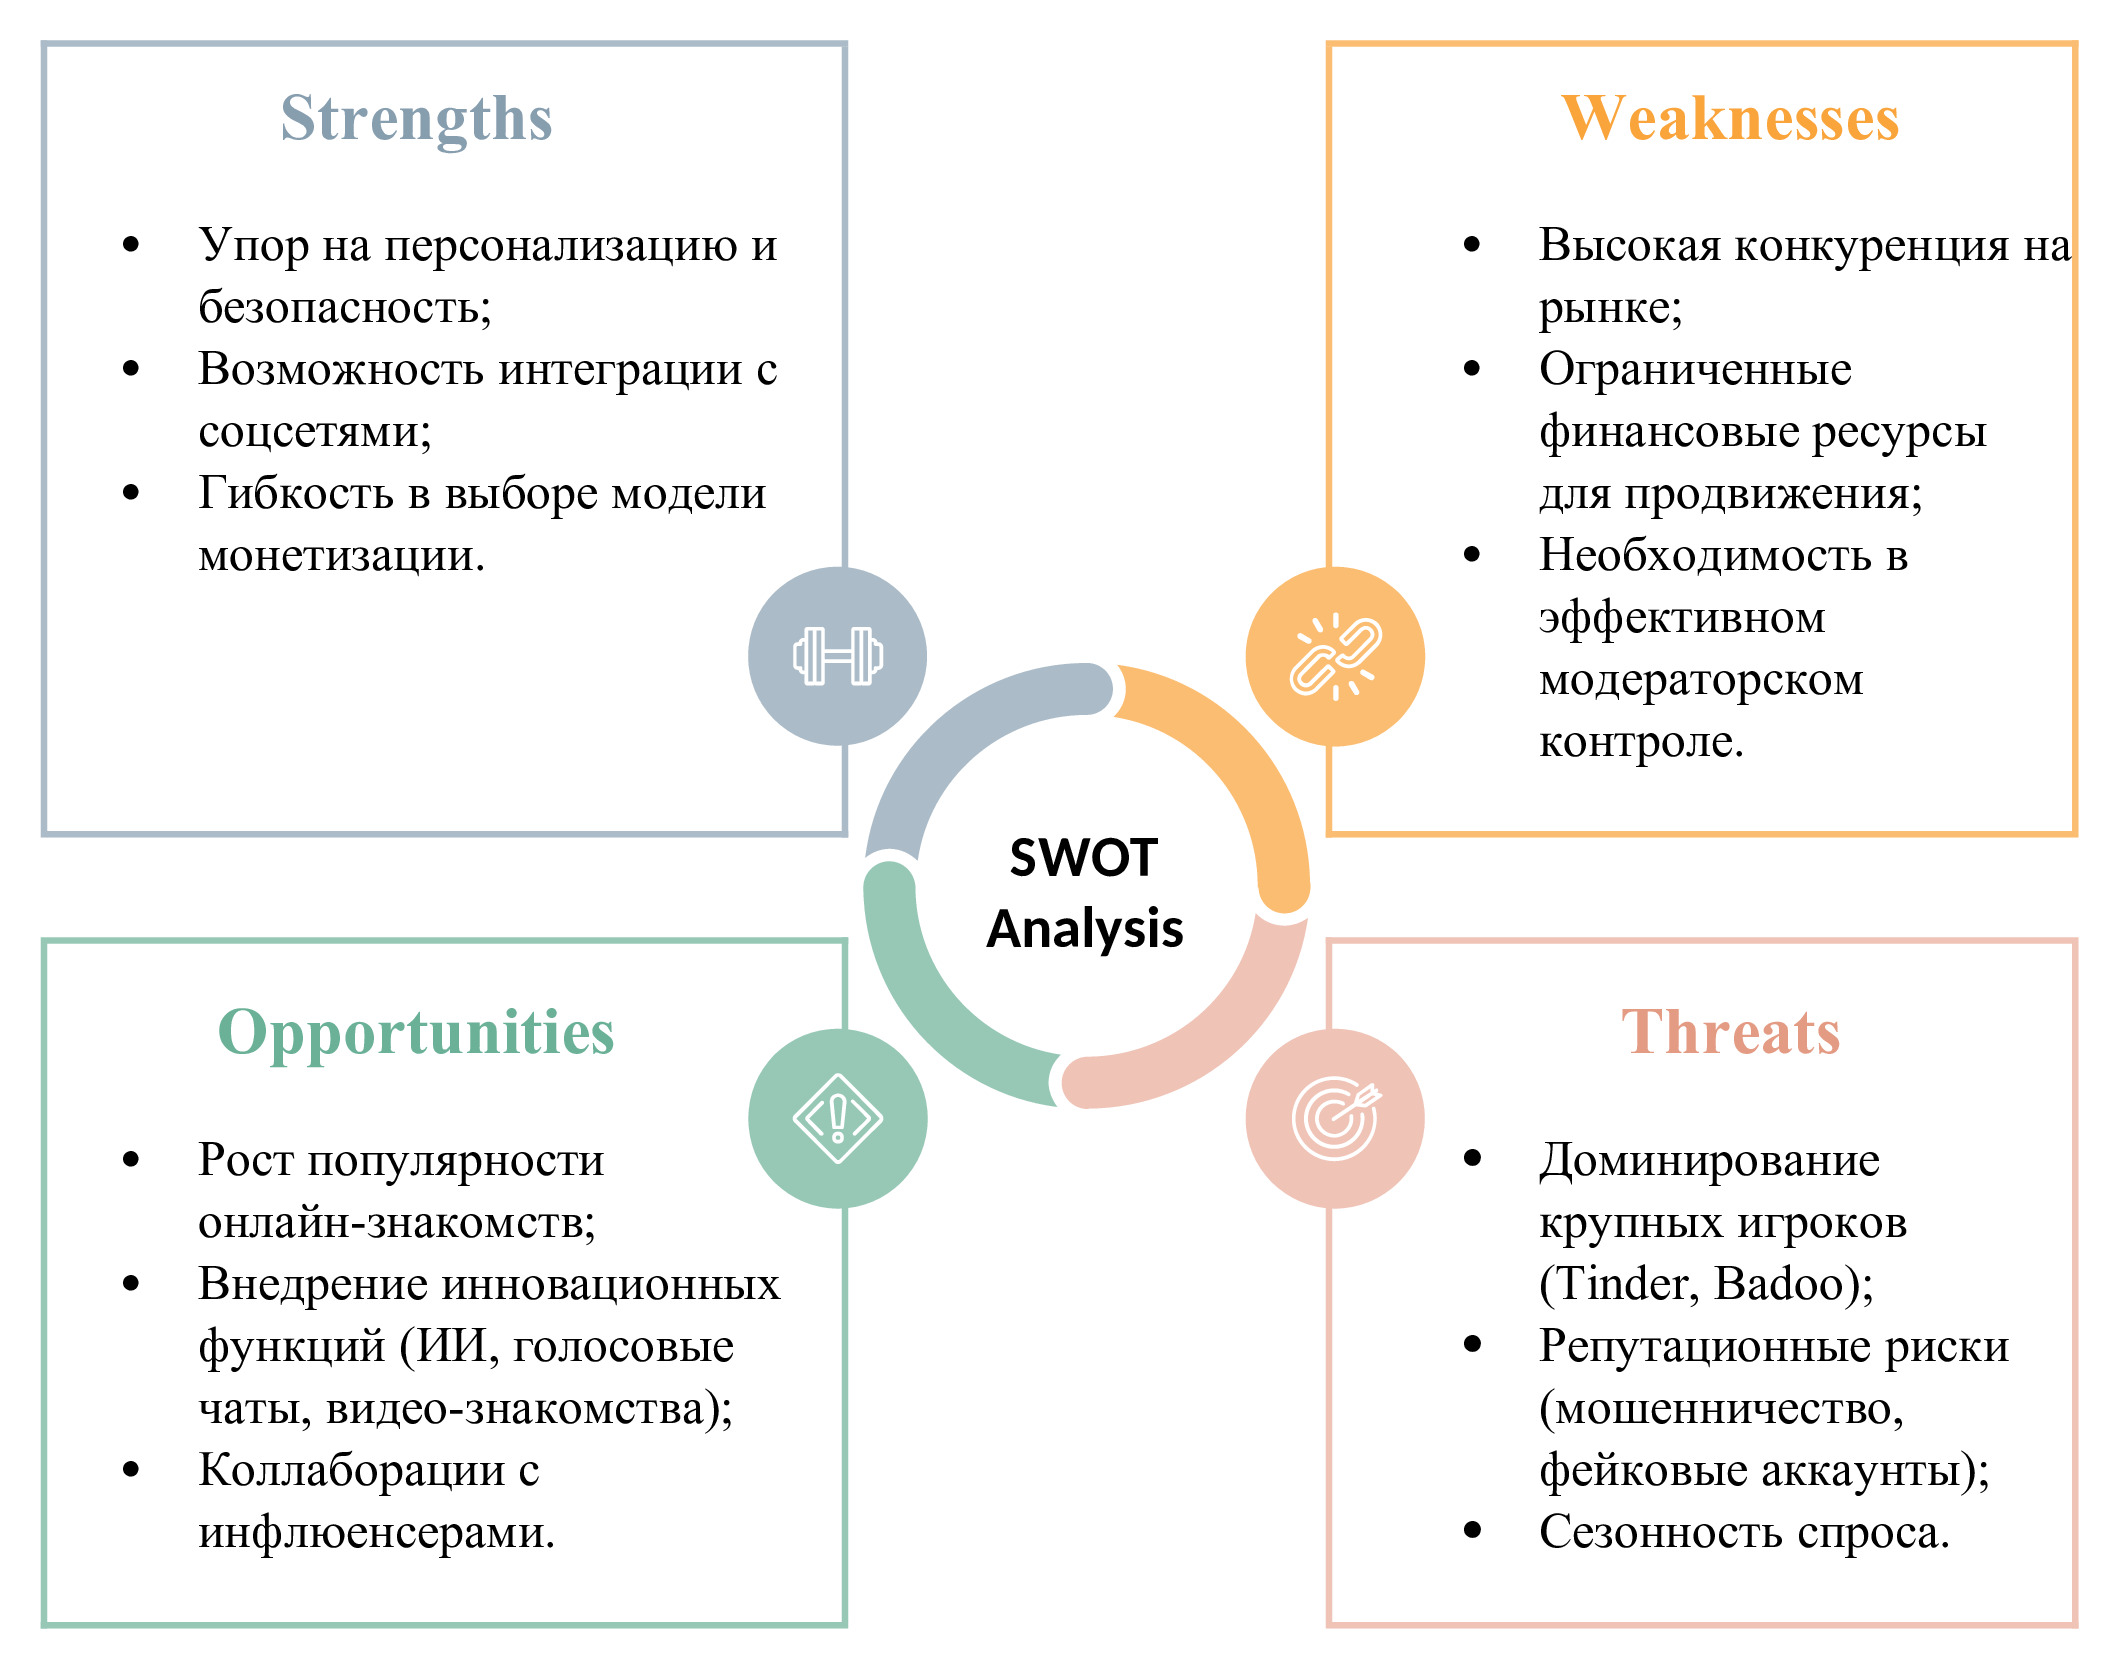 Strengths
• Упор на персонализацию и
безопасность;
• Возможность интеграции с
соцсетями;
• Гибкость в выборе модели
монетизации.
Weaknesses
• Высокая конкуренция на
рынке;
• Ограниченные
финансовые ресурсы
для продвижения;
• Необходимость в
эффективном
модераторском
контроле.
SWOT
Analysis
Opportunities
• Рост популярности
онлайн-знакомств;
• Внедрение инновационных
функций (ИИ, голосовые
чаты, видео-знакомства);
• Коллаборации с
инфлюенсерами.
Threats
• Доминирование
крупных игроков
(Tinder, Badoo);
• Репутационные риски
(мошенничество,
фейковые аккаунты);
• Сезонность спроса.